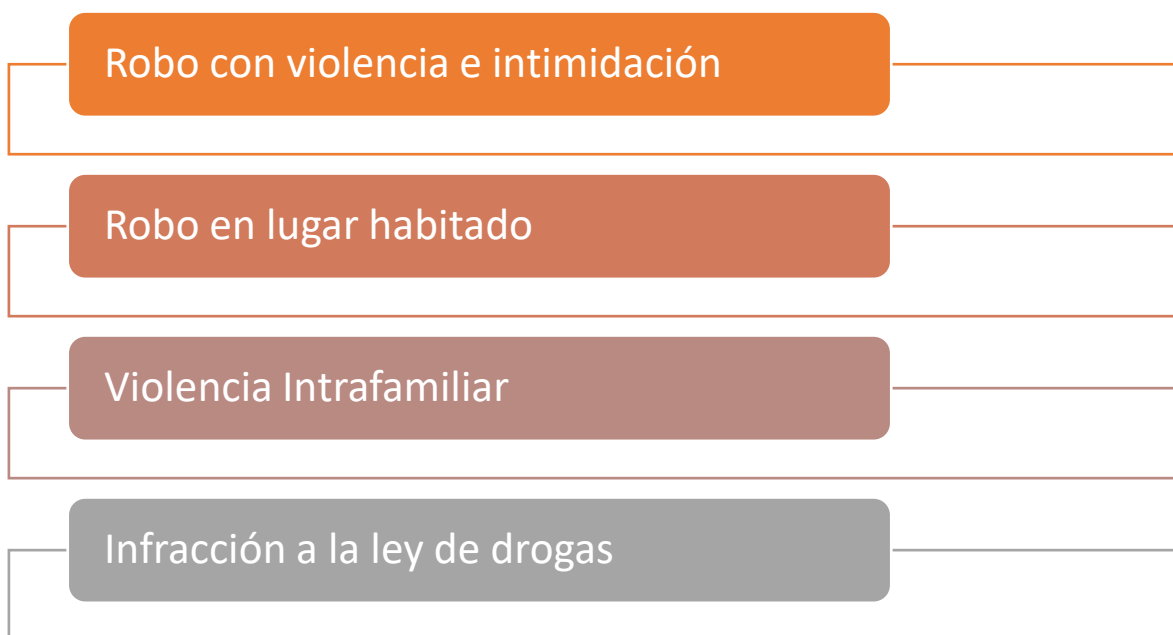 Robo con violencia e intimidación
Robo en lugar habitado
Violencia Intrafamiliar
Infracción a la ley de drogas